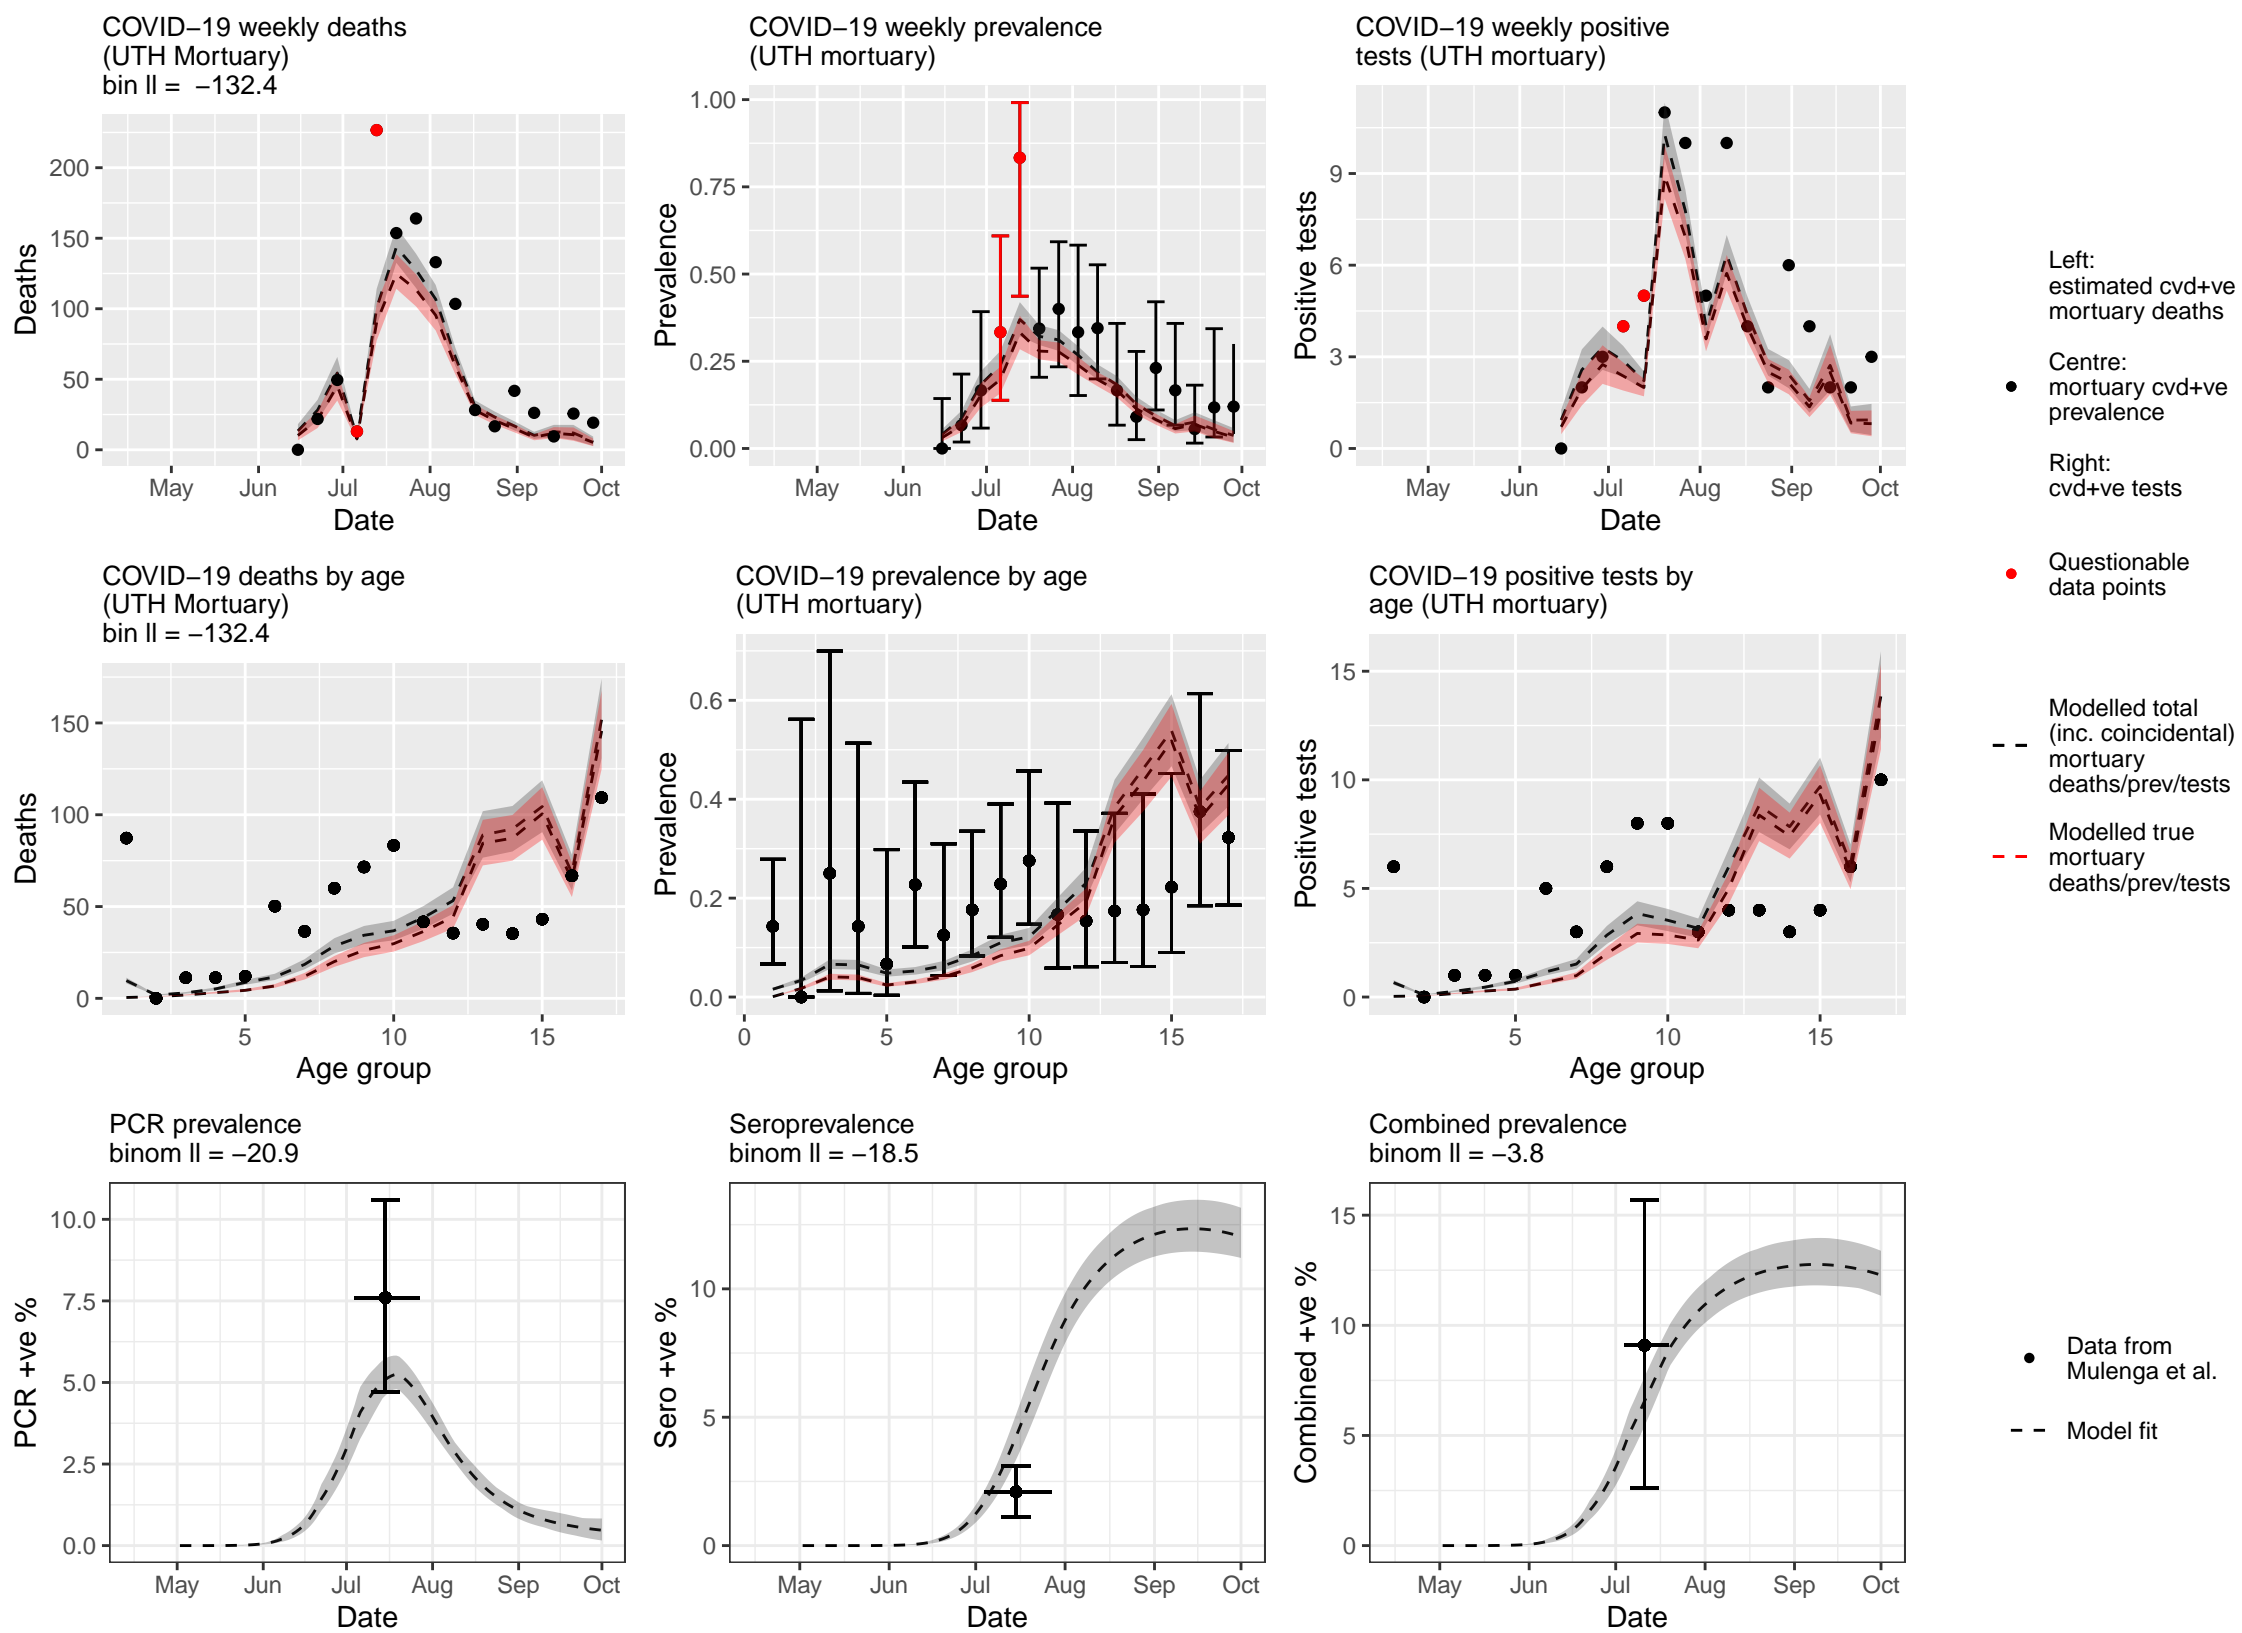 COVID−19 weekly deaths
(UTH Mortuary)
bin ll =  −132.4
200
150
100
50
0
Deaths
May
Jun
Jul
Aug
Sep
Oct
Date
COVID−19 weekly prevalence
(UTH mortuary)
1.00
0.75
0.50
0.25
0.00
Prevalence
May
Jun
Jul
Aug
Sep
Oct
Date
COVID−19 weekly positive
tests (UTH mortuary)
9
6
3
0
Positive tests
May
Jun
Jul
Aug
Sep
Oct
Date
Left:
estimated cvd+ve
mortuary deaths
Centre:
mortuary cvd+ve
prevalence
Right:
cvd+ve tests
Questionable
data points
Modelled total
(inc. coincidental)
mortuary
deaths/prev/tests
Modelled true
mortuary
deaths/prev/tests
COVID−19 deaths by age
(UTH Mortuary)
bin ll = −132.4
150
100
50
0
Deaths
5
10
15
Age group
COVID−19 prevalence by age
(UTH mortuary)
0.6
0.4
0.2
0.0
Prevalence
0
5
10
15
Age group
COVID−19 positive tests by
age (UTH mortuary)
15
10
5
0
Positive tests
5
10
15
Age group
PCR prevalence
binom ll = −20.9
10.0
7.5
5.0
2.5
0.0
PCR +ve %
May
Jun
Jul
Aug
Sep
Oct
Date
Seroprevalence
binom ll = −18.5
10
5
0
Sero +ve %
May
Jun
Jul
Aug
Sep
Oct
Date
Combined prevalence
binom ll = −3.8
15
10
5
0
Combined +ve %
May
Jun
Jul
Aug
Sep
Oct
Date
Data from
Mulenga et al.
Model fit